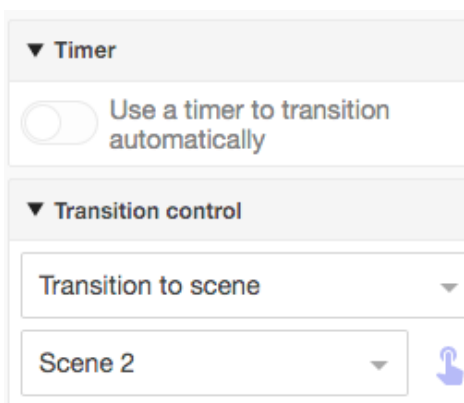 Timer
Use a timer to transition
automatically
Transition control
Transition to scene
Scene 2